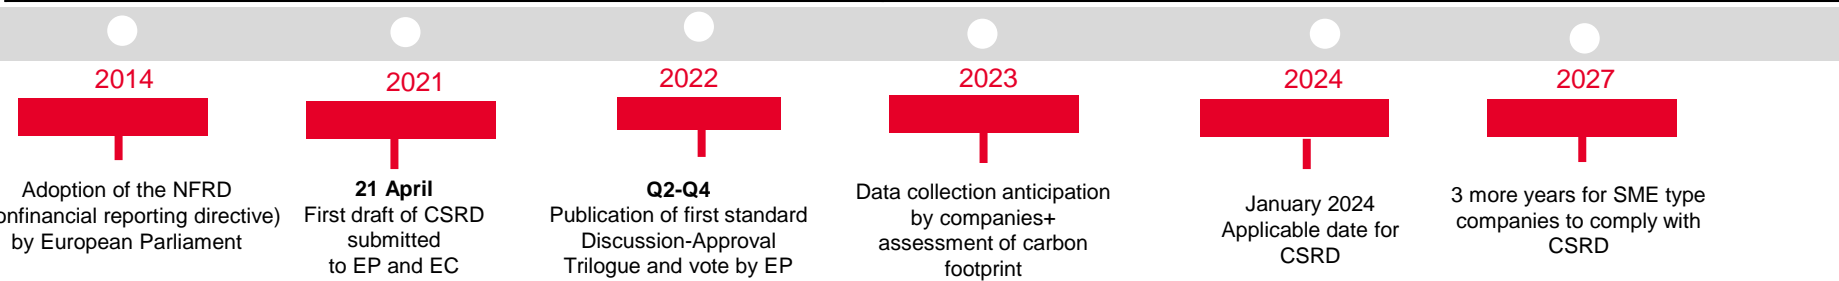 2014
Adoption of the NFRD
onfinancial reporting directive)
by European Parliament
2021
21 April
First draft of CSRD
submitted
to EP and EC
2022
Q2-Q4
Publication of first standard
Discussion-Approval
Trilogue and vote by EP
2023
Data collection anticipation
by companies+
assessment of carbon
footprint
2024
January 2024
Applicable date for
CSRD
2027
3 more years for SME type
companies to comply with
CSRD